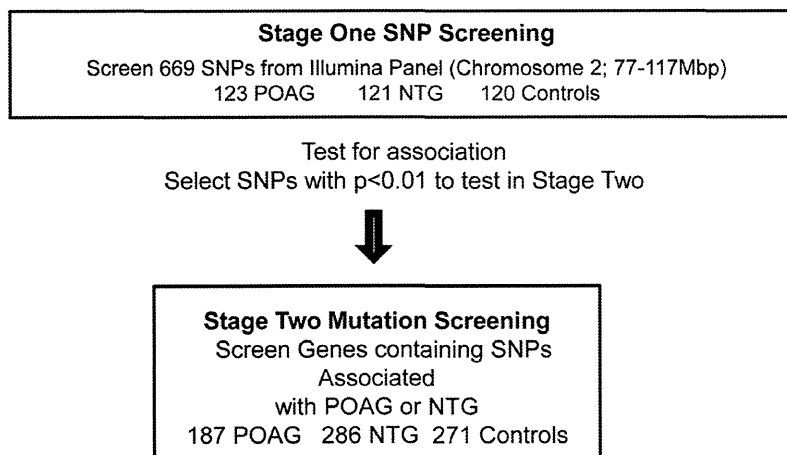 Stage One SNP Screening
Screen 669 SNPs from Illumina Panel (Chromosome 2; 77-117Mbp)
123 POAG 121 NTG 120 Controls
Test for association
Select SNPs with p<0.01 to test in Stage Two
Stage Two Mutation Screening
Screen Genes containing SNPs
Associated
with POAG or NTG
187 POAG 286 NTG 271 Controls